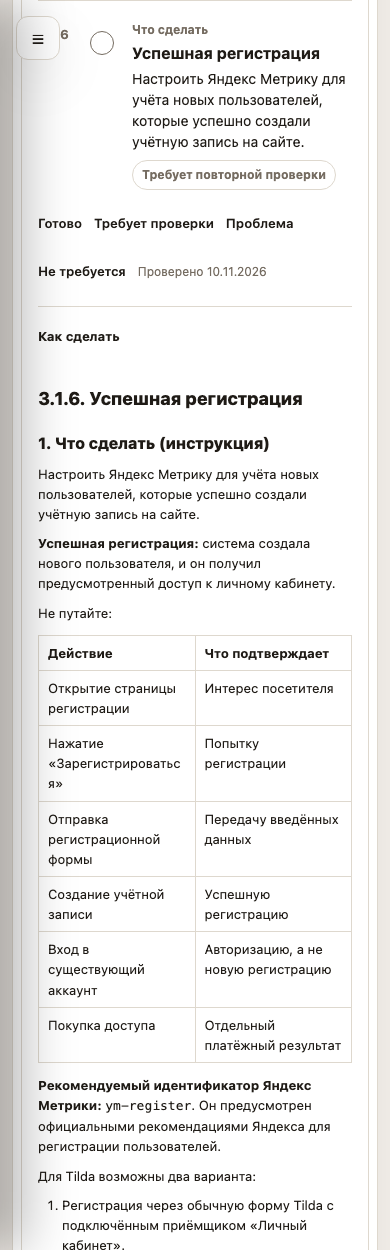 ☰
6
Что сделать
Успешная регистрация
Настроить Яндекс Метрику для
учёта новых пользователей,
которые успешно создали
учётную запись на сайте.
Требует повторной проверки
Готово Требует проверки Проблема
Не требуется Проверено 10.11.2026
Как сделать
3.1.6. Успешная регистрация
1. Что сделать (инструкция)
Настроить Яндекс Метрику для учёта новых
пользователей, которые успешно создали
учётную запись на сайте.
Успешная регистрация: система создала
нового пользователя, и он получил
предусмотренный доступ к личному кабинету.
Не путайте:
Действие Что подтверждает
Открытие страницы Интерес посетителя
регистрации
Нажатие Попытку
«Зарегистрироватьс регистрации
я»
Отправка Передачу введённых
регистрационной данных
формы
Создание учётной Успешную
записи регистрацию
Вход в Авторизацию, а не
существующий новую регистрацию
аккаунт
Покупка доступа Отдельный
платёжный результат
Рекомендуемый идентификатор Яндекс
Метрики: ym-register. Он предусмотрен
официальными рекомендациями Яндекса для
регистрации пользователей.
Для Tilda возможны два варианта:
1. Регистрация через обычную форму Tilda с
подключённым приёмщиком «Личный
кабинет».